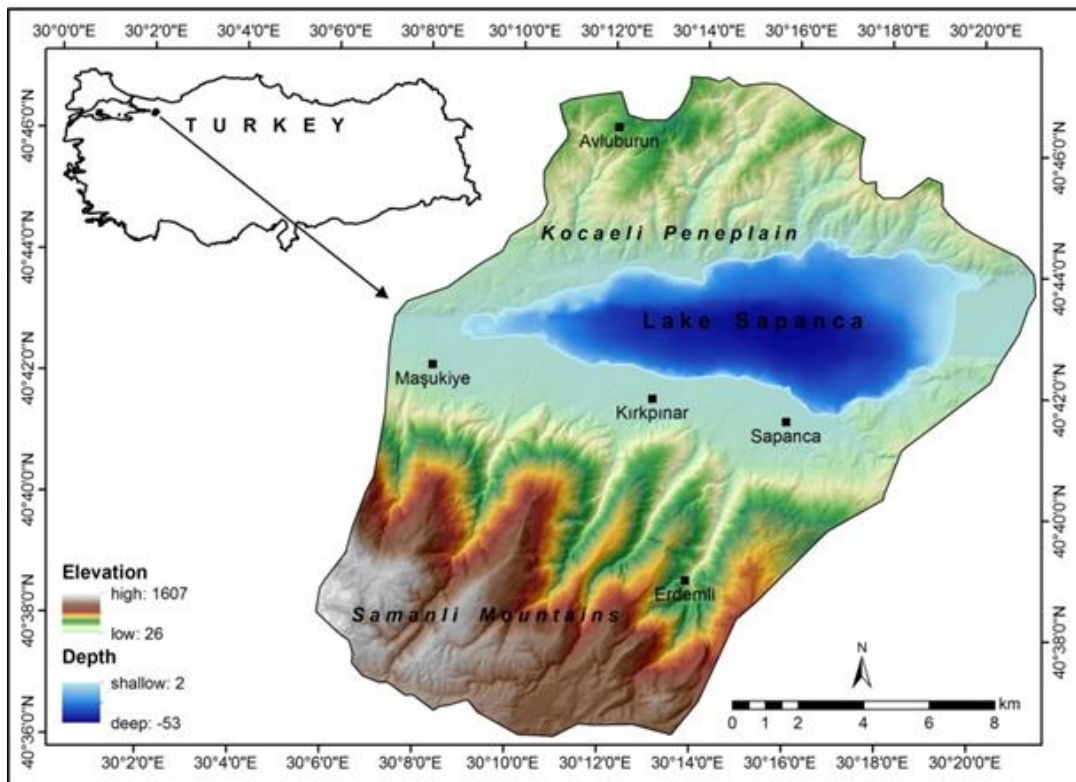 30°0'0"E 30°2'0"E 30°8'0"E 30°10'0"E 30°12'0"E 30°14'0"E 30°16'0"E 30°18'0"E 30°20'0"E
40°46'0"N
40°44'0"N
40°42'0"N
40°40'0"N
40°38'0"N
40°36'0"N
TURKEY
Avluburun
Kocaeli Peneplain
Lake Sapanca
Maşukiye
Kırkpınar
Sapanca
Erdemli
Samanli Mountains
Elevation
high: 1607
low: 26
Depth
shallow: 2
deep: -53
N
km
0 1 2 4 6 8
40°46'0"N
40°44'0"N
40°42'0"N
40°40'0"N
40°38'0"N
30°2'0"E 30°4'0"E 30°6'0"E 30°8'0"E 30°10'0"E 30°12'0"E 30°14'0"E 30°16'0"E 30°18'0"E 30°20'0"E